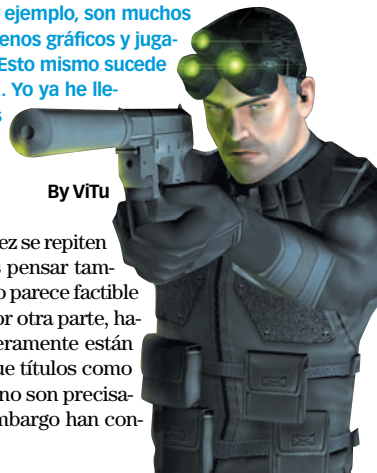 ejemplo, son muchos
enos gráficos y juga-
Esto mismo sucede
.. Yo ya he lle-
s
By ViTu
ez se repiten
s pensar tam-
o parece factible
or otra parte, ha-
eramente están
ue títulos como
no son precisa-
mbargo han con-